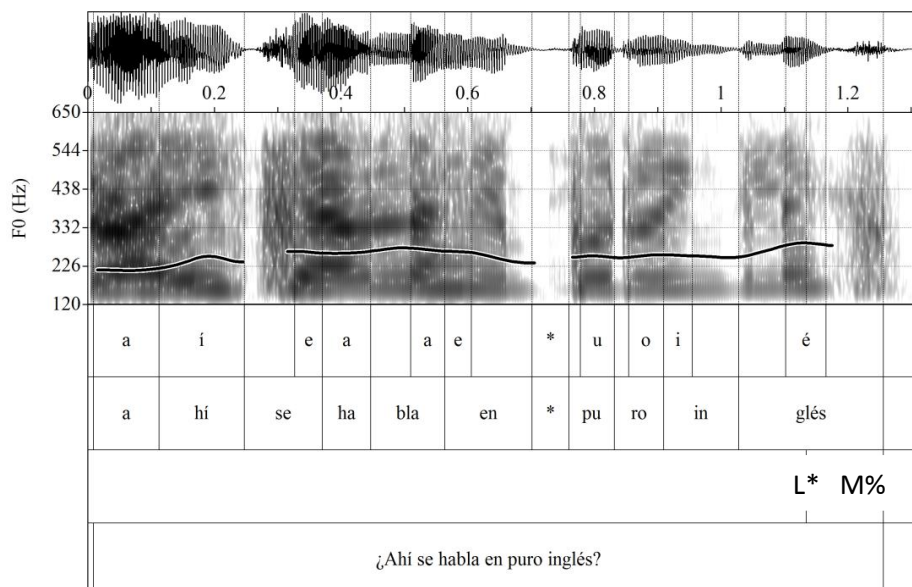 0 0.2 0.4 0.6 0.8 1 1.2
650
544
438
332
226
120
F0 (Hz)
a í e a a e * u o i é
a hí se ha bla en * pu ro in glés
L* M%
¿Ahí se habla en puro inglés?